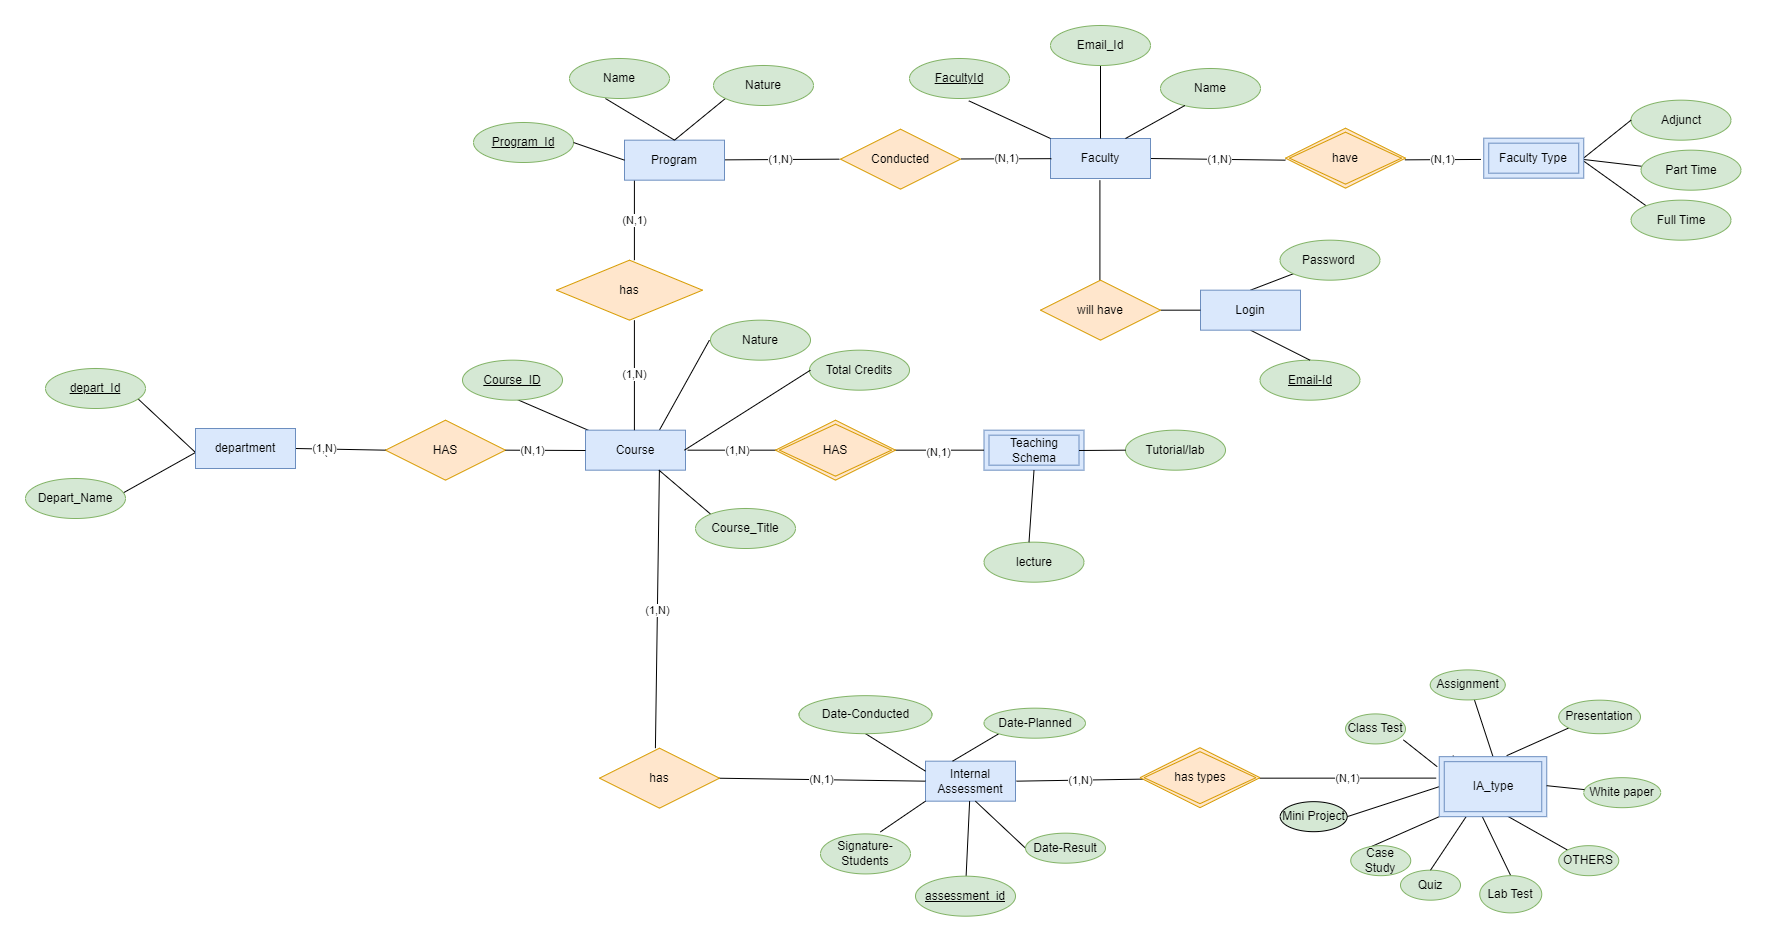 Email_Id
Name
Nature
FacultyId
Name
Adjunct
Program_Id
Program
(1,N)
Conducted
(N,1)
Faculty
(1,N)
have
(N,1)
Faculty Type
Part Time
Full Time
(N,1)
has
Password
will have
Login
Email-Id
(1,N)
Nature
Total Credits
Course_ID
depart_Id
department
(1,N)
HAS
(N,1)
Course
(1,N)
HAS
(N,1)
Teaching
Schema
Tutorial/lab
Depart_Name
Course_Title
lecture
(1,N)
Date-Conducted
Date-Planned
Assignment
Class Test
Presentation
has
(N,1)
Internal
Assessment
(1,N)
has types
(N,1)
IA_type
White paper
Mini Project
Signature-
Students
Date-Result
assessment_id
Case
Study
Quiz
Lab Test
OTHERS